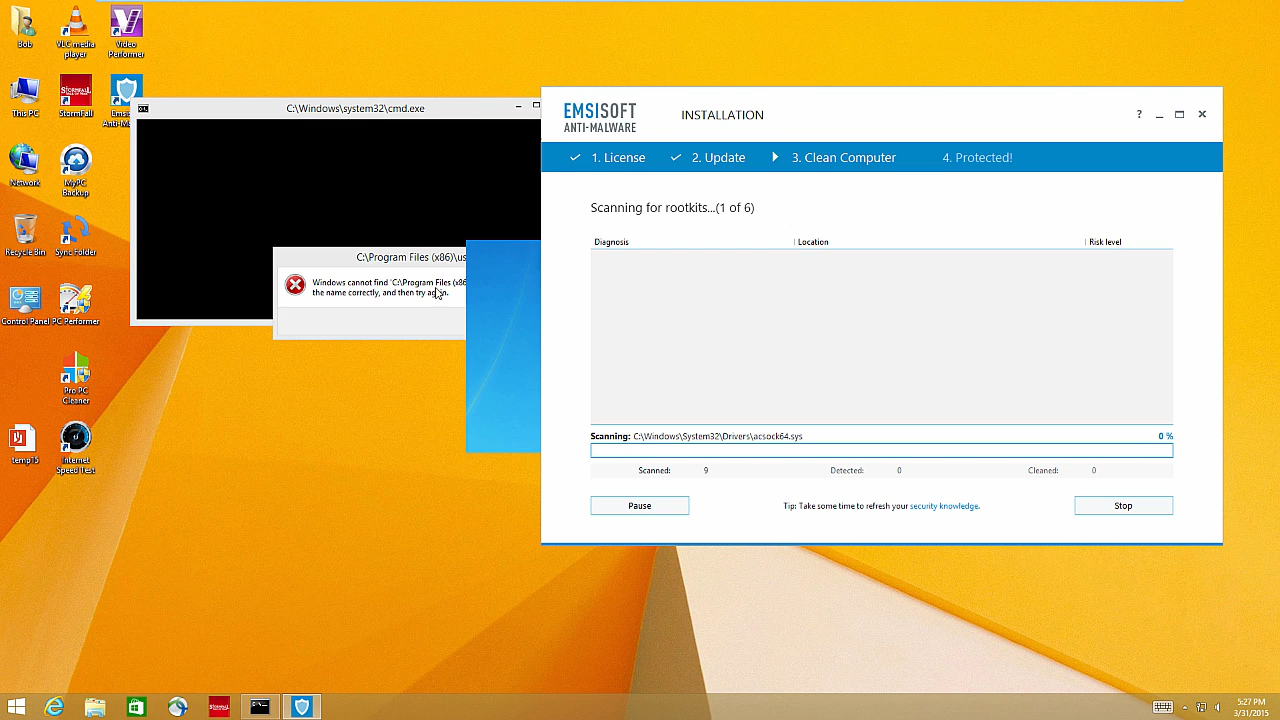 Bob
VLC media
player
Video
Performer
This PC
StormFall
Emsis
Anti-Ma
Network
MyPC
Backup
Recycle Bin
Sync Folder
Control Panel
PC Performer
Pro PC
Cleaner
temp15
Internet
Speed Test
C:\Windows\system32\cmd.exe
C:\Program Files (x86)\us
Windows cannot find 'C:\Program Files (x86
the name correctly, and then try again.
EMSISOFT
ANTI-MALWARE
INSTALLATION
?
1. License
2. Update
3. Clean Computer
4. Protected!
Scanning for rootkits...(1 of 6)
Diagnosis
Location
Risk level
Scanning: C:\Windows\System32\Drivers\acsock64.sys
0 %
Scanned: 9
Detected: 0
Cleaned: 0
Pause
Tip: Take some time to refresh your security knowledge.
Stop
5:27 PM
3/31/2015